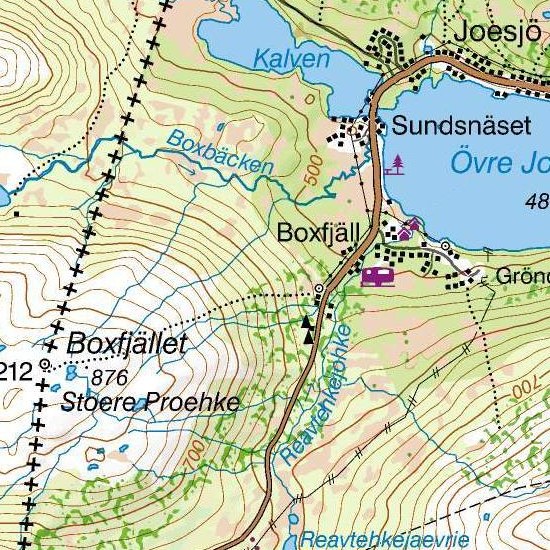 Joesjö
Kalven
Sundsnäset
Boxbäcken
Övre Jo
500
48
Boxfjäll
Grönd
Boxfjället
212
876
Stoere Proehke
Reavtehkejohke
700
700
Reavtehkejaevrie